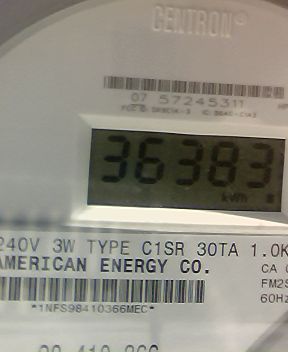 CENTRON®
07 57245311
36383
kWh
240V 3W TYPE C1SR 30TA 1.0K
AMERICAN ENERGY CO.
CA
FM2S
60Hz
*1NFS98410366MEC*